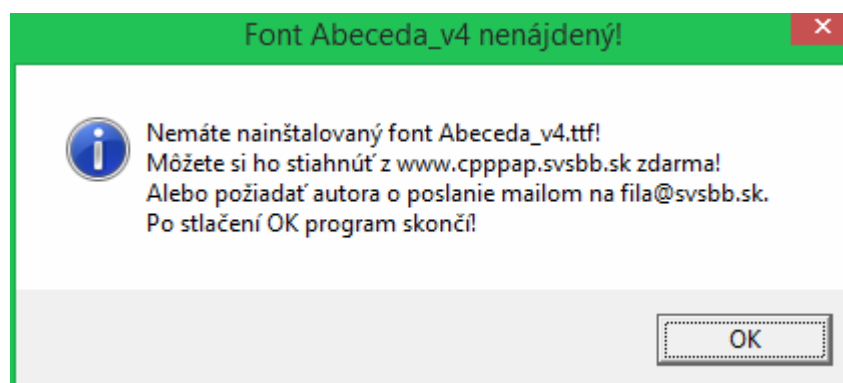 Font Abeceda_v4 nenájdený!
Nemáte nainštalovaný font Abeceda_v4.ttf!
Môžete si ho stiahnúť z www.cpppap.svsbb.sk zdarma!
Alebo požiadať autora o poslanie mailom na fila@svsbb.sk.
Po stlačení OK program skončí!
OK